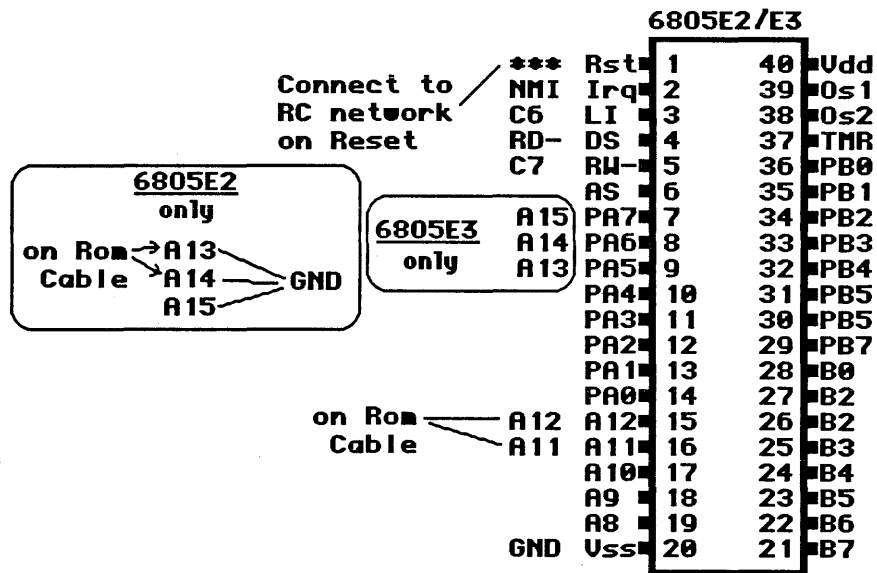 6805E2/E3
*** Rst 1 40 Vdd
NMI Irq 2 39 Os1
C6 LI 3 38 Os2
RD- DS 4 37 TMR
C7 RW- 5 36 PB0
AS 6 35 PB1
PA7 7 34 PB2
PA6 8 33 PB3
PA5 9 32 PB4
PA4 10 31 PB5
PA3 11 30 PB5
PA2 12 29 PB7
PA1 13 28 B0
PA0 14 27 B2
A12 A12 15 26 B2
A11 A11 16 25 B3
A10 17 24 B4
A9 18 23 B5
A8 19 22 B6
GND Vss 20 21 B7
Connect to
RC network
on Reset
6805E2
only
on Rom A13
Cable A14 GND
A15
6805E3
only
A15
A14
A13
on Rom
Cable